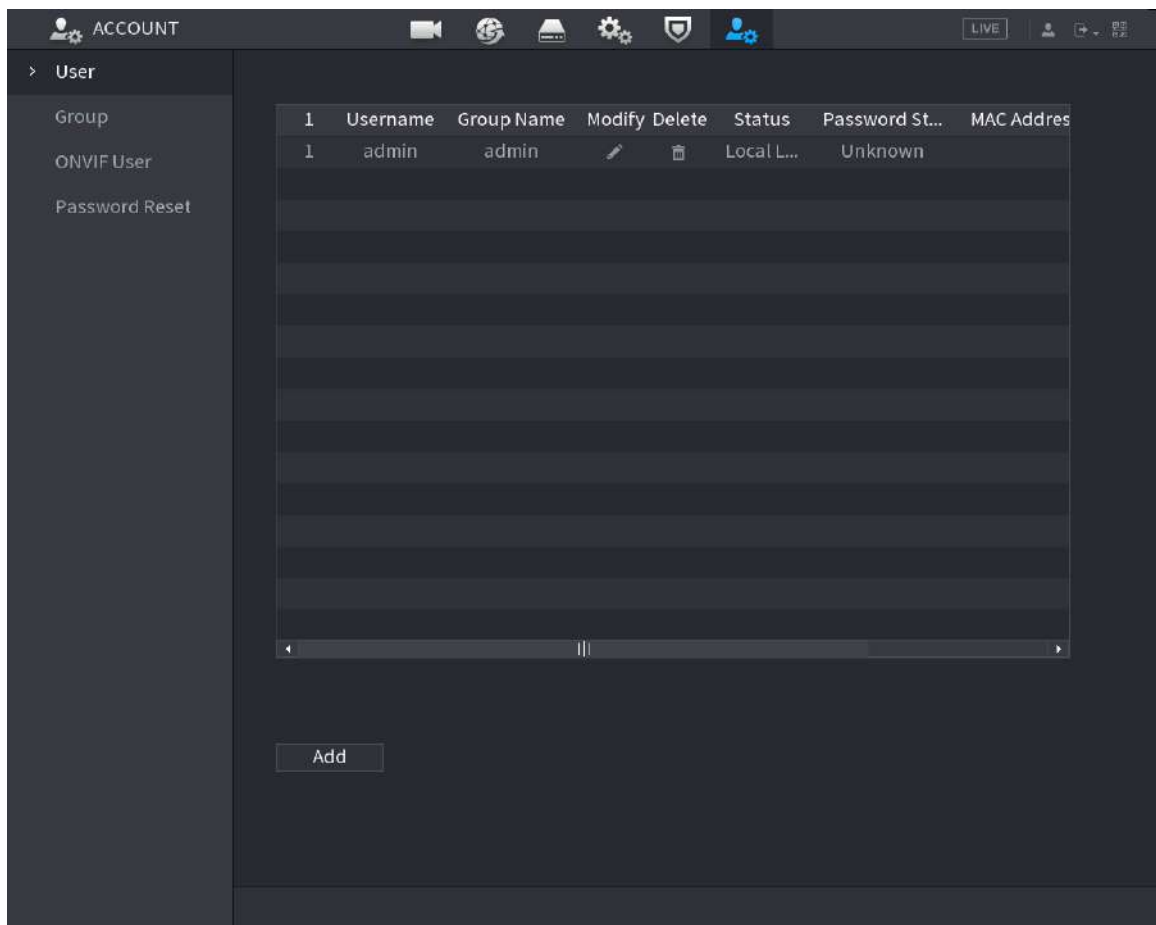 ACCOUNT
LIVE
User
Group
ONVIF User
Password Reset
1 Username Group Name Modify Delete Status Password St... MAC Addres
1 admin admin Local L... Unknown
Add